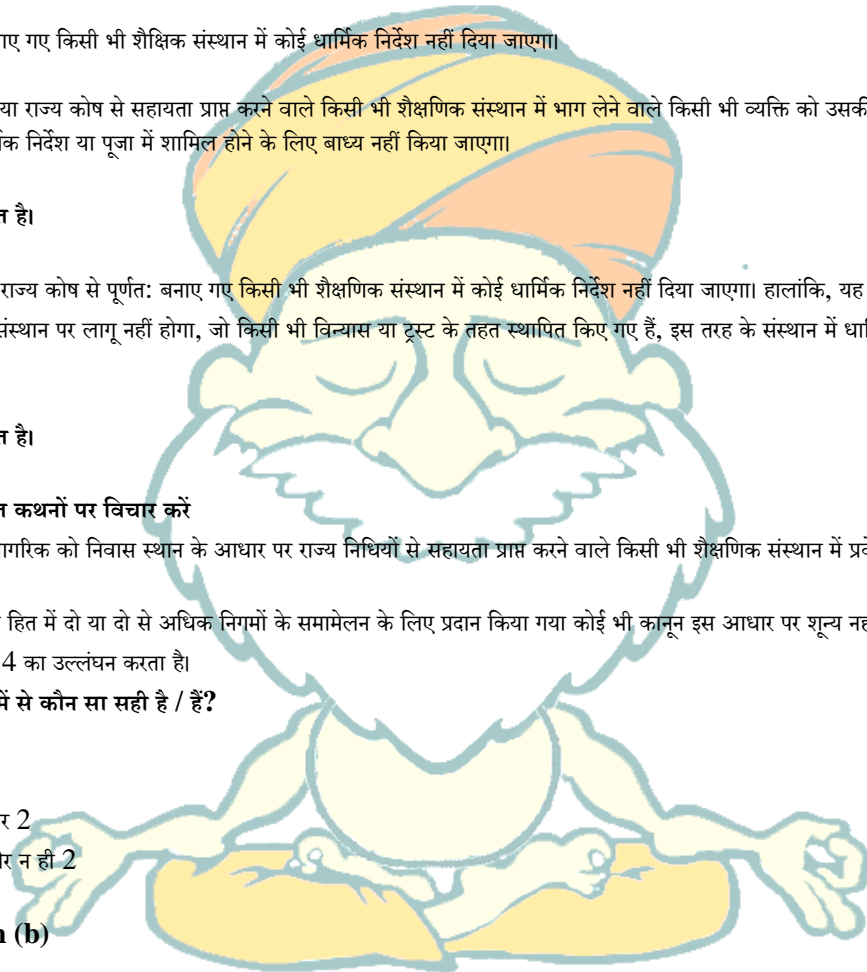 ाए गए किसी भी शैक्षिक संस्थान में कोई धार्मिक निर्देश नहीं दिया जाएगा।
या राज्य कोष से सहायता प्राप्त करने वाले किसी भी शैक्षणिक संस्थान में भाग लेने वाले किसी भी व्यक्ति को उसकी
निर्देश या पूजा में शामिल होने के लिए बाध्य नहीं किया जाएगा।
है।
राज्य कोष से पूर्णत: बनाए गए किसी भी शैक्षणिक संस्थान में कोई धार्मिक निर्देश नहीं दिया जाएगा। हालांकि, यह
संस्थान पर लागू नहीं होगा, जो किसी भी विन्यास या ट्रस्ट के तहत स्थापित किए गए हैं, इस तरह के संस्थान में
है।
कथनों पर विचार करें
ागरिक को निवास स्थान के आधार पर राज्य निधियों से सहायता प्राप्त करने वाले किसी भी शैक्षणिक संस्थान में
हित में दो या दो से अधिक निगमों के समामेलन के लिए प्रदान किया गया कोई भी कानून इस आधार पर शून्य
4 का उल्लंघन करता है।
में से कौन सा सही है / हैं?
र 2
न ही 2
n (b)